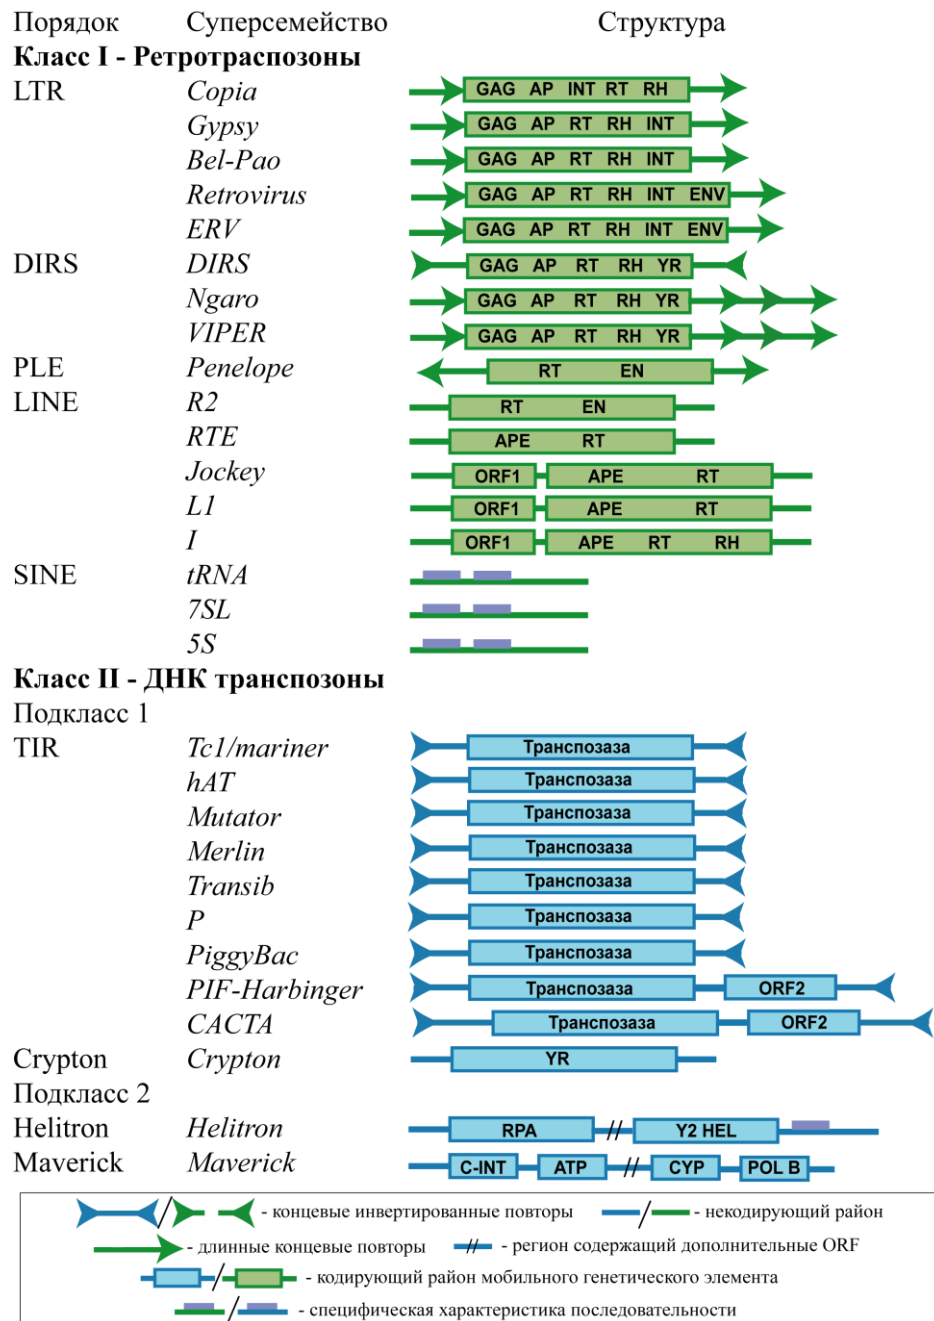 Порядок Суперсемейство Структура
Класс I - Ретротраспозоны
LTR Copia GAG AP INT RT RH
Gypsy GAG AP RT RH INT
Bel-Pao GAG AP RT RH INT
Retrovirus GAG AP RT RH INT ENV
ERV GAG AP RT RH INT ENV
DIRS DIRS GAG AP RT RH YR
Ngaro GAG AP RT RH YR
VIPER GAG AP RT RH YR
PLE Penelope RT EN
LINE R2 RT EN
RTE APE RT
Jockey ORF1 APE RT
L1 ORF1 APE RT
I ORF1 APE RT RH
SINE tRNA
7SL
5S
Класс II - ДНК транспозоны
Подкласс 1
TIR Tc1/mariner Транспозаза
hAT Транспозаза
Mutator Транспозаза
Merlin Транспозаза
Transib Транспозаза
P Транспозаза
PiggyBac Транспозаза
PIF-Harbinger Транспозаза ORF2
CACTA Транспозаза ORF2
Crypton Crypton YR
Подкласс 2
Helitron Helitron RPA // Y2 HEL
Maverick Maverick C-INT ATP // CYP POL B
/ - концевые инвертированные повторы / - некодирующий район
- длинные концевые повторы // - регион содержащий дополнительные ORF
/ - кодирующий район мобильного генетического элемента
/ - специфическая характеристика последовательности